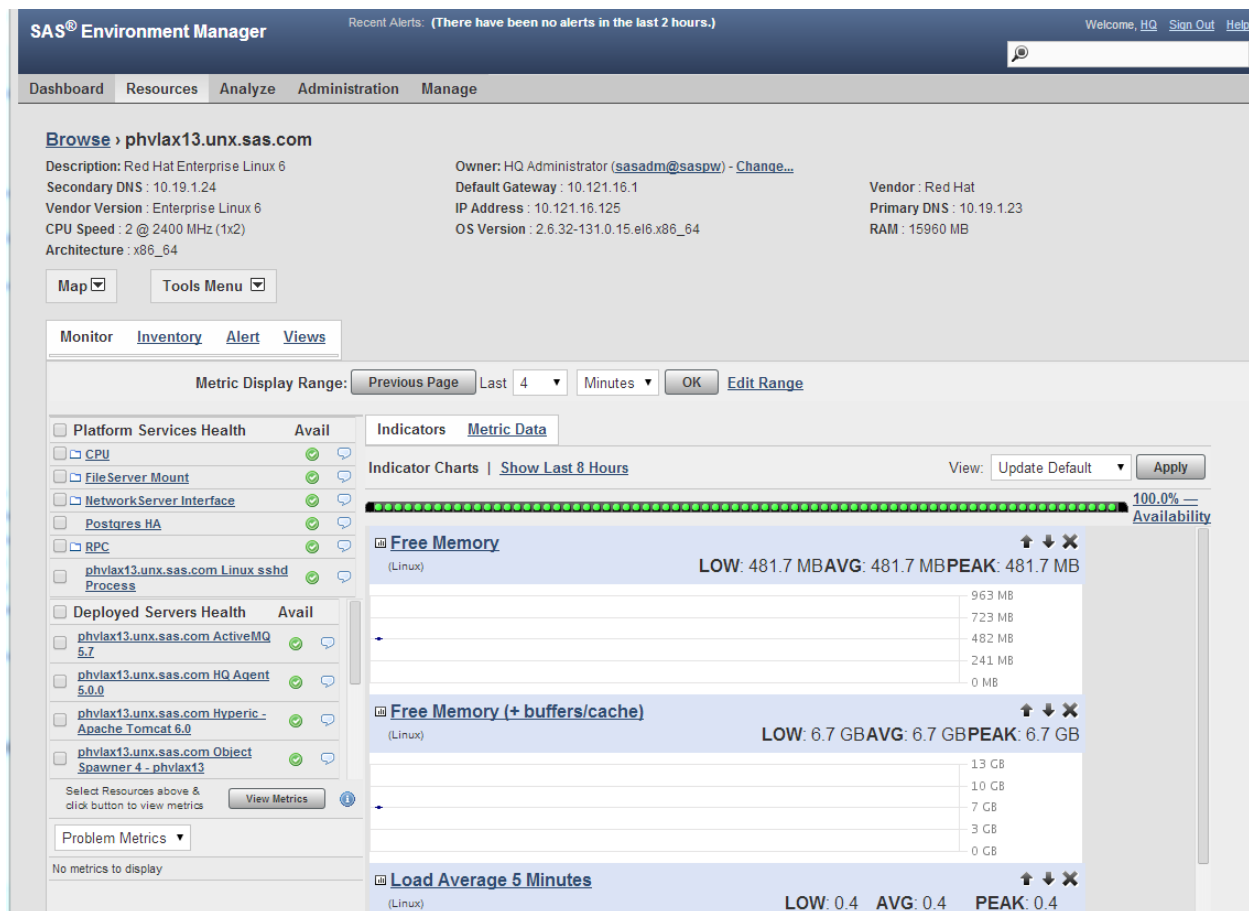 SAS® Environment Manager
Recent Alerts: (There have been no alerts in the last 2 hours.)
Welcome, HQ Sign Out Help
Dashboard Resources Analyze Administration Manage
Browse › phvlax13.unx.sas.com
Description: Red Hat Enterprise Linux 6
Owner: HQ Administrator (sasadm@saspw) - Change...
Secondary DNS : 10.19.1.24
Default Gateway : 10.121.16.1
Vendor : Red Hat
Vendor Version : Enterprise Linux 6
IP Address : 10.121.16.125
Primary DNS : 10.19.1.23
CPU Speed : 2 @ 2400 MHz (1x2)
OS Version : 2.6.32-131.0.15.el6.x86_64
RAM : 15960 MB
Architecture : x86_64
Map
Tools Menu
Monitor Inventory Alert Views
Metric Display Range: Previous Page Last 4 Minutes OK Edit Range
Platform Services Health Avail
CPU
FileServer Mount
NetworkServer Interface
Postgres HA
RPC
phvlax13.unx.sas.com Linux sshd
Process
Deployed Servers Health Avail
phvlax13.unx.sas.com ActiveMQ
5.7
phvlax13.unx.sas.com HQ Agent
5.0.0
phvlax13.unx.sas.com Hyperic -
Apache Tomcat 6.0
phvlax13.unx.sas.com Object
Spawner 4 - phvlax13
Select Resources above &
click button to view metrics
View Metrics
Problem Metrics
No metrics to display
Indicators Metric Data
Indicator Charts | Show Last 8 Hours
View: Update Default Apply
100.0% —
Availability
Free Memory
(Linux)
LOW: 481.7 MBAVG: 481.7 MBPEAK: 481.7 MB
963 MB
723 MB
482 MB
241 MB
0 MB
Free Memory (+ buffers/cache)
(Linux)
LOW: 6.7 GBAVG: 6.7 GBPEAK: 6.7 GB
13 GB
10 GB
7 GB
3 GB
0 GB
Load Average 5 Minutes
(Linux)
LOW: 0.4 AVG: 0.4 PEAK: 0.4